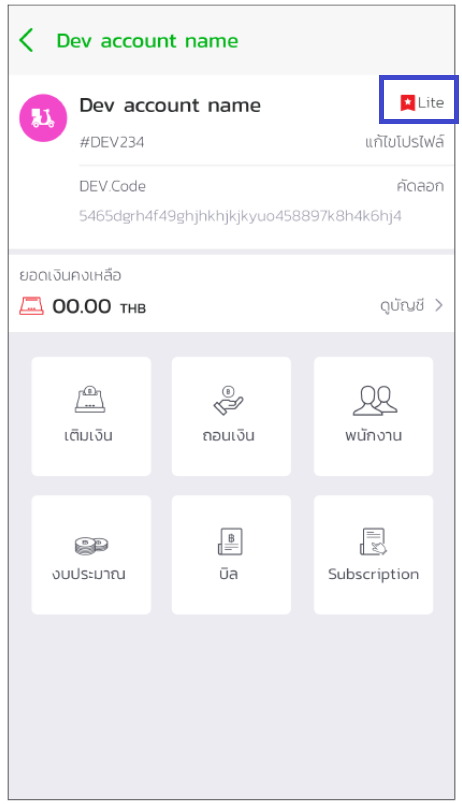 Dev account name
Dev account name
Lite
#DEV234
แก้ไขโปรไฟล์
DEV.Code
คัดลอก
5465dgrh4f49ghjhkhjkjkyuo458897k8h4k6hj4
ยอดเงินคงเหลือ
00.00 THB
ดูบัญชี
เติมเงิน
ถอนเงิน
พนักงาน
งบประมาณ
บิล
Subscription